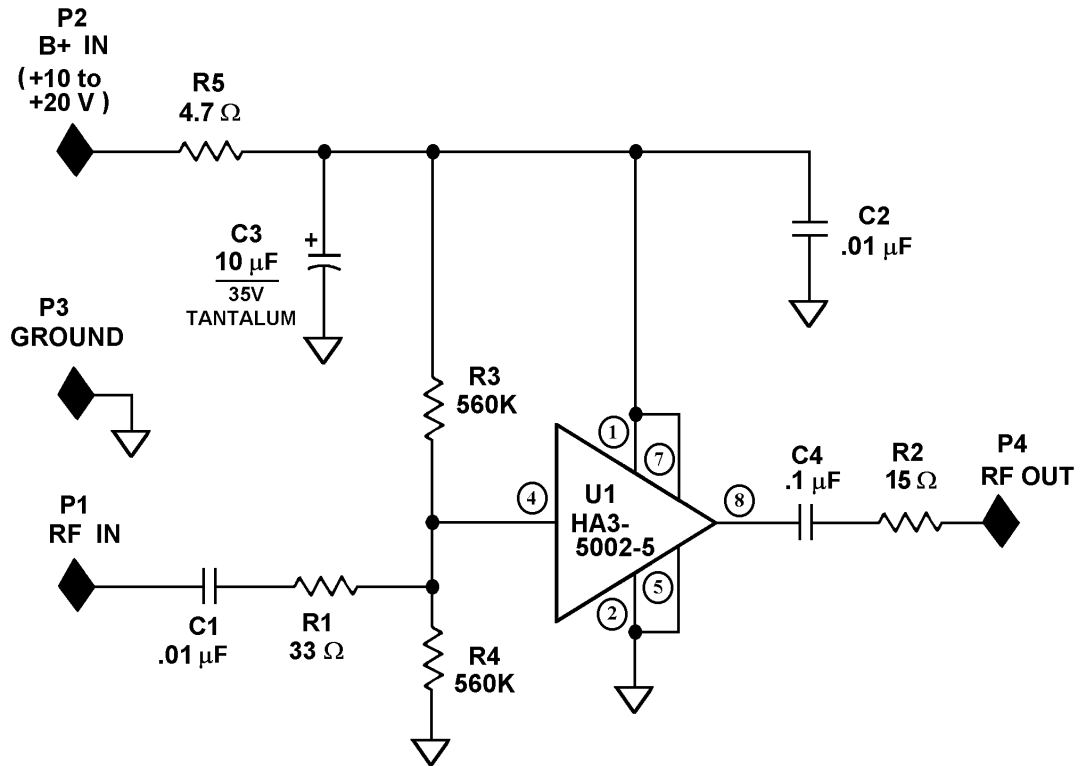 P2
B+ IN
(+10 to
+20 V)
R5
4.7 Ω
C3
+
10 µF
35V
TANTALUM
C2
.01 µF
P3
GROUND
R3
560K
P1
RF IN
C1
.01 µF
R1
33 Ω
R4
560K
4
1
7
U1
HA3-
5002-5
2
5
8
C4
.1 µF
R2
15 Ω
P4
RF OUT